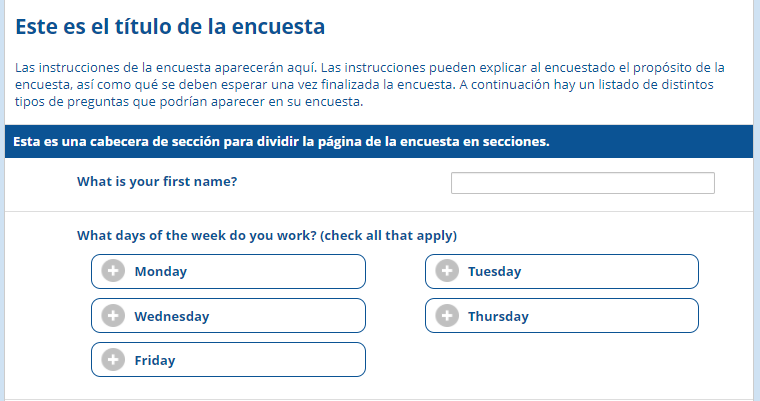 Este es el título de la encuesta
Las instrucciones de la encuesta aparecerán aquí. Las instrucciones pueden explicar al encuestado el propósito de la
encuesta, así como qué se deben esperar una vez finalizada la encuesta. A continuación hay un listado de distintos
tipos de preguntas que podrían aparecer en su encuesta.
Esta es una cabecera de sección para dividir la página de la encuesta en secciones.
What is your first name?
What days of the week do you work? (check all that apply)
Monday
Tuesday
Wednesday
Thursday
Friday